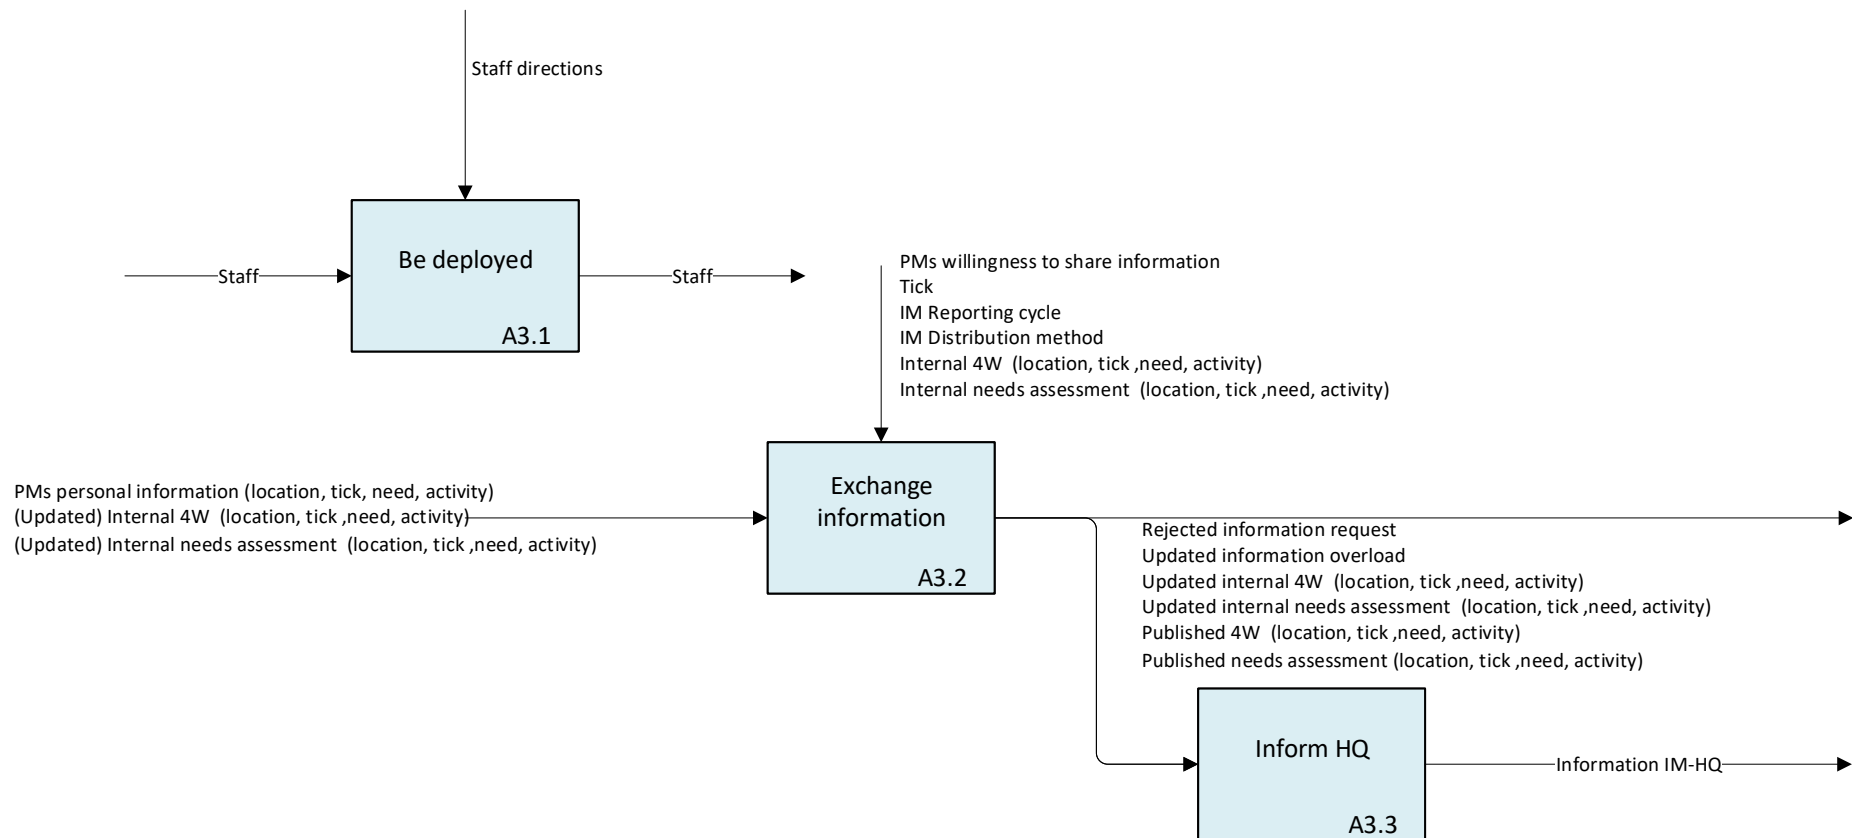 Staff directions
Be deployed
Staff
Staff
A3.1
PMs willingness to share information
Tick
IM Reporting cycle
IM Distribution method
Internal 4W  (location, tick ,need, activity)
Internal needs assessment  (location, tick ,need, activity)
PMs personal information (location, tick, need, activity)
(Updated) Internal 4W  (location, tick ,need, activity)
(Updated) Internal needs assessment  (location, tick ,need, activity)
Exchange
information
A3.2
Rejected information request
Updated information overload
Updated internal 4W  (location, tick ,need, activity)
Updated internal needs assessment  (location, tick ,need, activity)
Published 4W  (location, tick ,need, activity)
Published needs assessment (location, tick ,need, activity)
Inform HQ
Information IM-HQ
A3.3